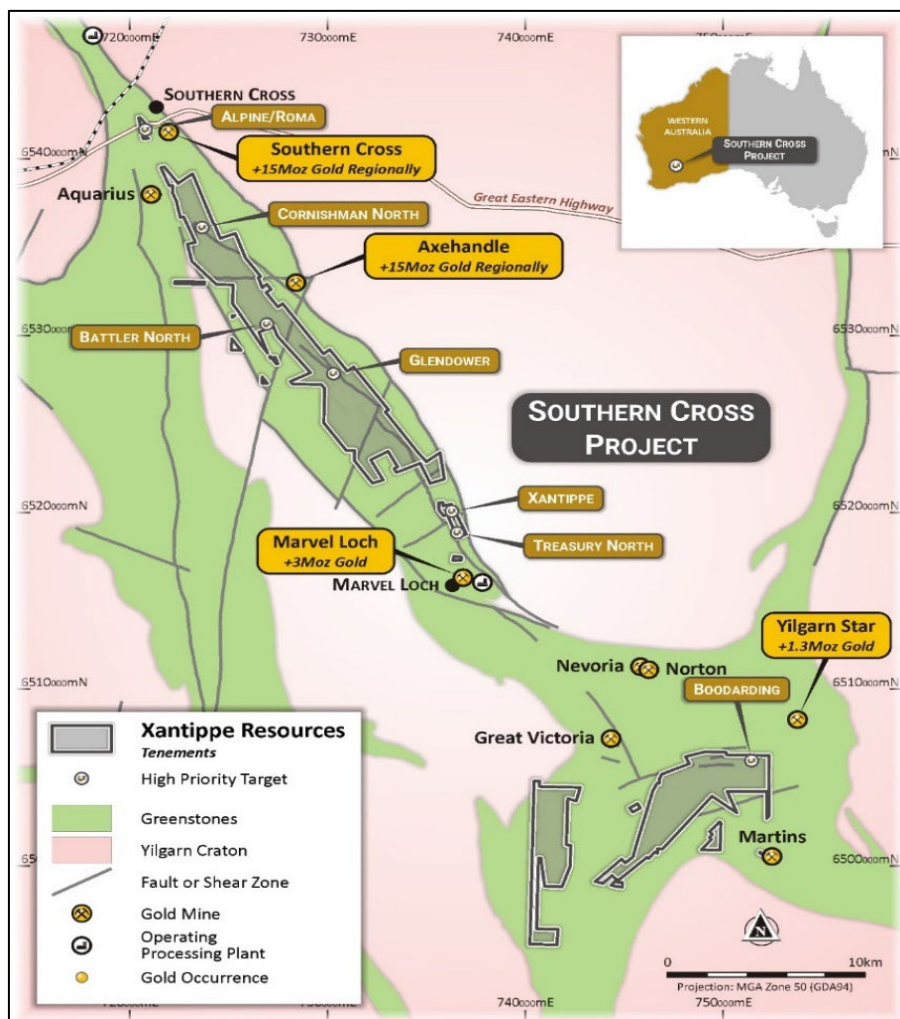 720000mE
730000mE
740000mE
750000mE
SOUTHERN CROSS
ALPINE/ROMA
Southern Cross
+15Moz Gold Regionally
6540000mN
Aquarius
CORNISHMAN NORTH
Great Eastern Highway
Axehandle
+15Moz Gold Regionally
WESTERN
AUSTRALIA
SOUTHERN CROSS
PROJECT
6530000mN
6530000mN
BATTLER NORTH
GLENDOWER
SOUTHERN CROSS
PROJECT
6520000mN
6520000mN
XANTIPPE
TREASURY NORTH
Marvel Loch
+3Moz Gold
MARVEL LOCH
Yilgarn Star
+1.3Moz Gold
Nevoria
Norton
6510000mN
6510000mN
BOODARDING
Great Victoria
Martins
6500000mN
Xantippe Resources
Tenements
High Priority Target
Greenstones
Yilgarn Craton
Fault or Shear Zone
Gold Mine
Operating
Processing Plant
Gold Occurrence
N
0
10km
Projection: MGA Zone 50 (GDA94)
720000mE
740000mE
750000mE